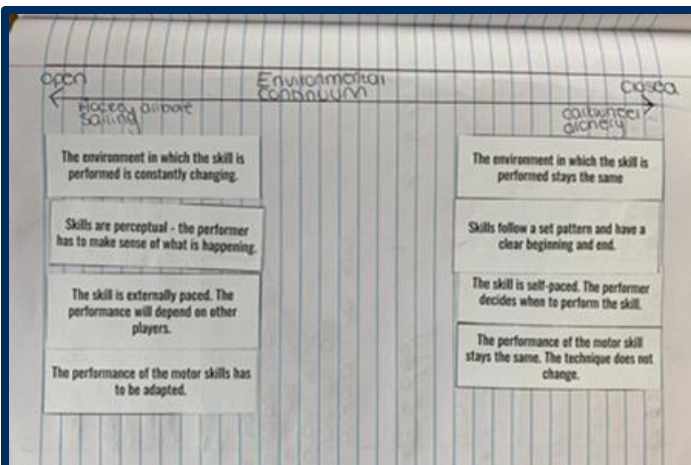 open
Environmental
continuum
closed
Hockey dribble
Sailing
cartwheel
archery
The environment in which the skill is
performed is constantly changing.
Skills are perceptual - the performer
has to make sense of what is happening.
The skill is externally paced. The
performance will depend on other
players.
The performance of the motor skills has
to be adapted.
The environment in which the skill is
performed stays the same
Skills follow a set pattern and have a
clear beginning and end.
The skill is self-paced. The performer
decides when to perform the skill.
The performance of the motor skill
stays the same. The technique does not
change.